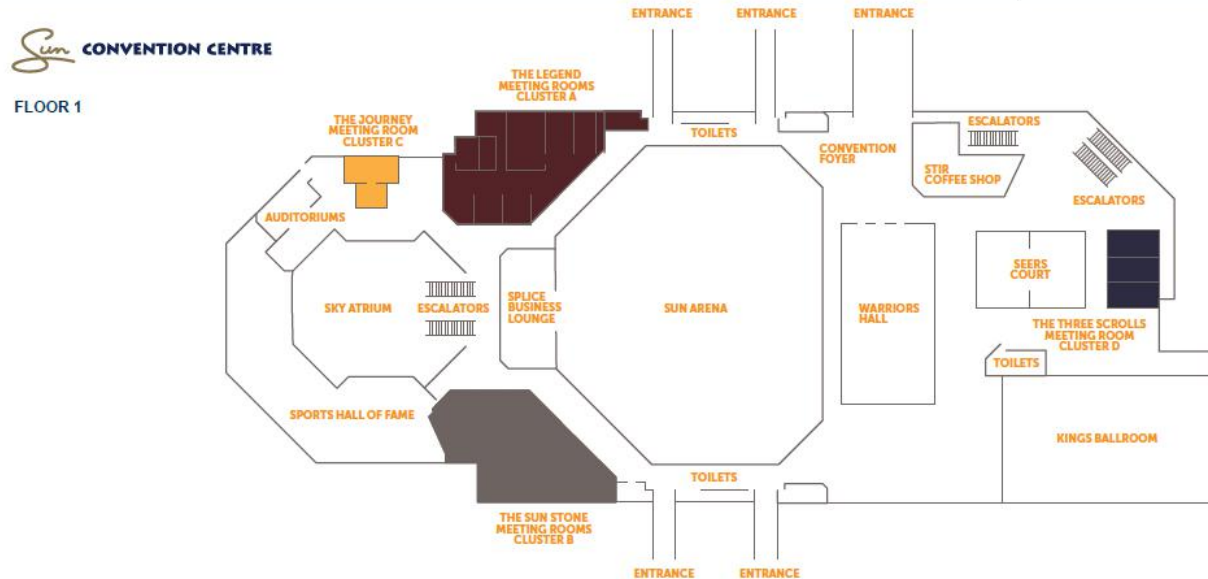 ENTRANCE
ENTRANCE
ENTRANCE
Sun CONVENTION CENTRE
FLOOR 1
THE LEGEND
MEETING ROOMS
CLUSTER A
THE JOURNEY
MEETING ROOM
CLUSTER C
TOILETS
ESCALATORS
CONVENTION
FOYER
STIR
COFFEE SHOP
ESCALATORS
AUDITORIUMS
SKY ATRIUM
ESCALATORS
SPLICE
BUSINESS
LOUNGE
SUN ARENA
WARRIORS
HALL
SEERS
COURT
THE THREE SCROLLS
MEETING ROOM
CLUSTER D
TOILETS
SPORTS HALL OF FAME
KINGS BALLROOM
TOILETS
THE SUN STONE
MEETING ROOMS
CLUSTER B
ENTRANCE
ENTRANCE